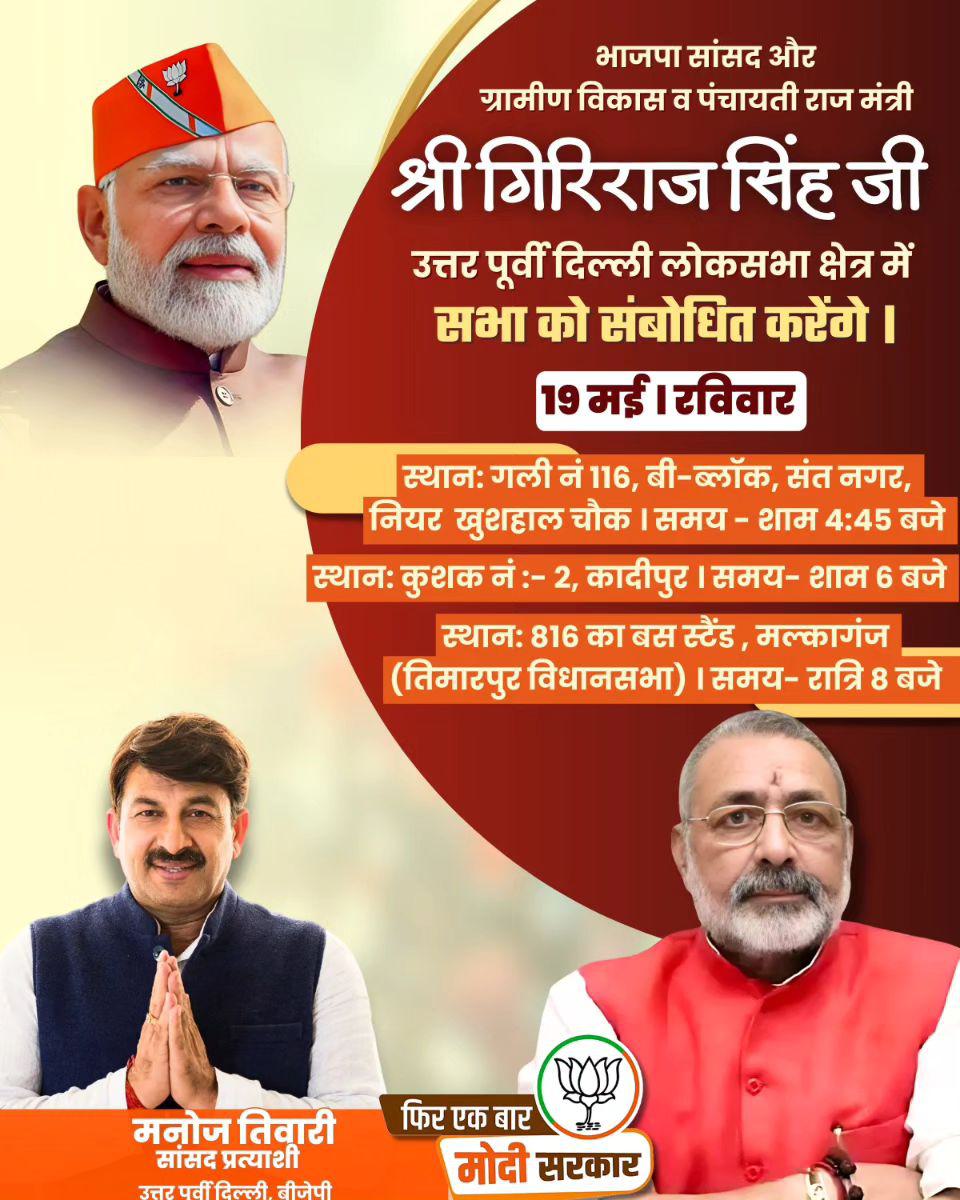 भाजपा सांसद और
ग्रामीण विकास व पंचायती राज मंत्री
श्री गिरिराज सिंह जी
उत्तर पूर्वी दिल्ली लोकसभा क्षेत्र में
सभा को संबोधित करेंगे ।
19 मई । रविवार
स्थान: गली नं 116, बी-ब्लॉक, संत नगर,
नियर खुशहाल चौक । समय - शाम 4:45 बजे
स्थान: कुशक नं :- 2, कादीपुर । समय- शाम 6 बजे
स्थान: 816 का बस स्टैंड , मल्कागंज
(तिमारपुर विधानसभा) । समय- रात्रि 8 बजे
मनोज तिवारी
सांसद प्रत्याशी
उत्तर पूर्वी दिल्ली, बीजेपी
फिर एक बार
मोदी सरकार